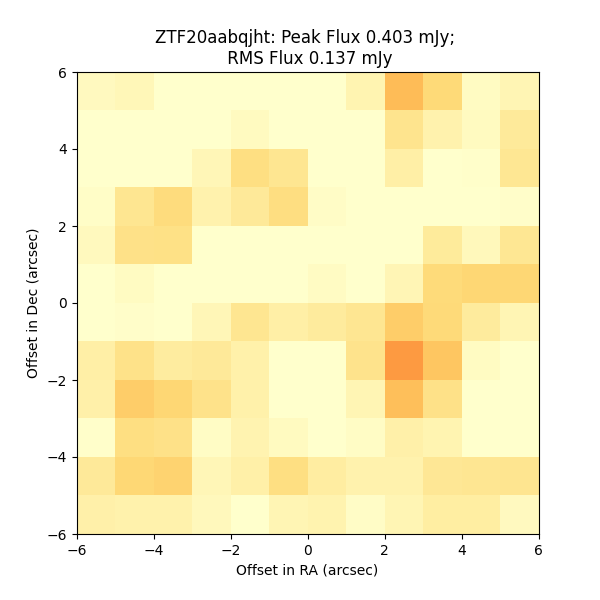 ZTF20aabqjht: Peak Flux 0.403 mJy;
RMS Flux 0.137 mJy
6
4
2
0
−2
−4
−6
Offset in Dec (arcsec)
−6 −4 −2 0 2 4 6
Offset in RA (arcsec)